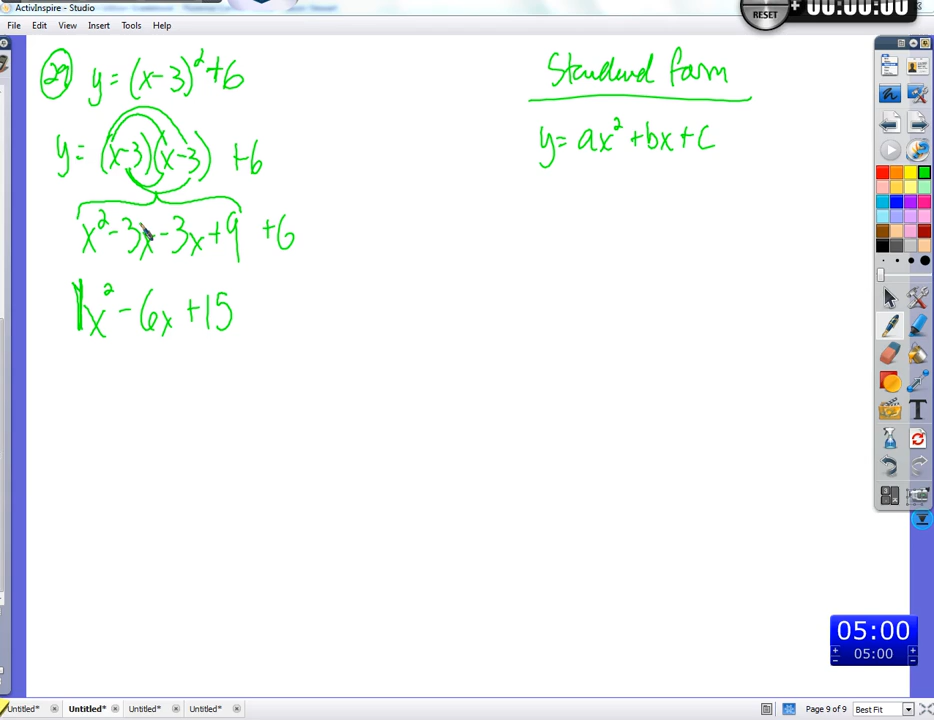 ActivInspire - Studio
00:00:00
RESET
File Edit View Insert Tools Help
29 y = (x-3)² +6
Standard form
y = (x-3)(x-3) +6
y = ax² + bx + c
x² - 3x - 3x + 9 +6
1x² - 6x + 15
T
05:00
05:00
Untitled* Untitled* Untitled* Untitled*
Page 9 of 9 Best Fit